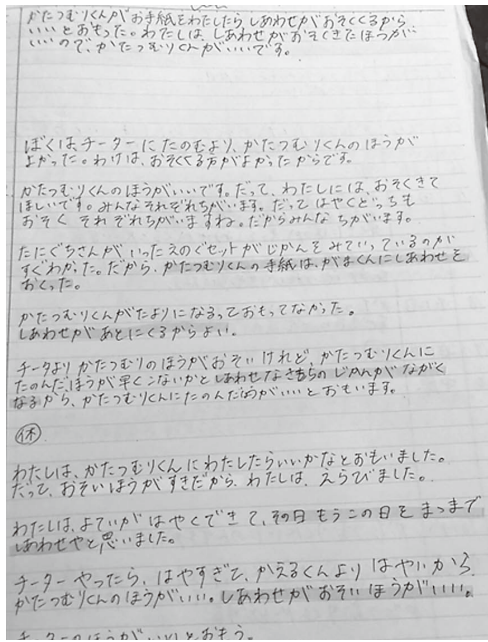 かたつむりくんがお手紙をわたしたら しあわせがおそくくるから
いいとおもった。わたしは、しあわせがおそくきたほうが
いいので、かたつむりくんがいいです。
ぼくは、チーターにたのむより、かたつむりくんのほうが
よかった。わけは、おそくくる方がよかったからです。
かたつむりくんのほうがいいです。だって、わたしには、おそくきて
ほしいです。みんなそれぞれちがいます。だって はやくとどっちも
おそく それ ぞれちがいますね。だからみんな ちがいます。
たにぐちさんが、いったえのぐセットが じかんを みていっているのが
すぐわかった。だから、かたつむりくんの手紙は、がまくんにしあわせを
おくった。
かたつむりくんがたよりになるっておもってなかった。
しあわせがあとにくるからよい。
チータより かたつむりのほうがおそいけれど、かたつむりくんに
たのんだほうが早くこないかと しあわせな のじかんが ながく
なるから、かたつむりくんにたのんだ がいいと おもいます。
休
わたしは、かたつむりくんにわたしたらいいかなとおもいました。
だって、おそいほうがすきだから、わたしは、えらびました。
わたしは、よていが はやくできて、その日 もうこの日を まつまで
しあわせやと思いました。
チーターやったら、はやすぎて、かえるくんより はやいから、
かたつむりくんのほうがいい。しあわせがおそいほうがいい。
チーターのほうがいいとおもう。